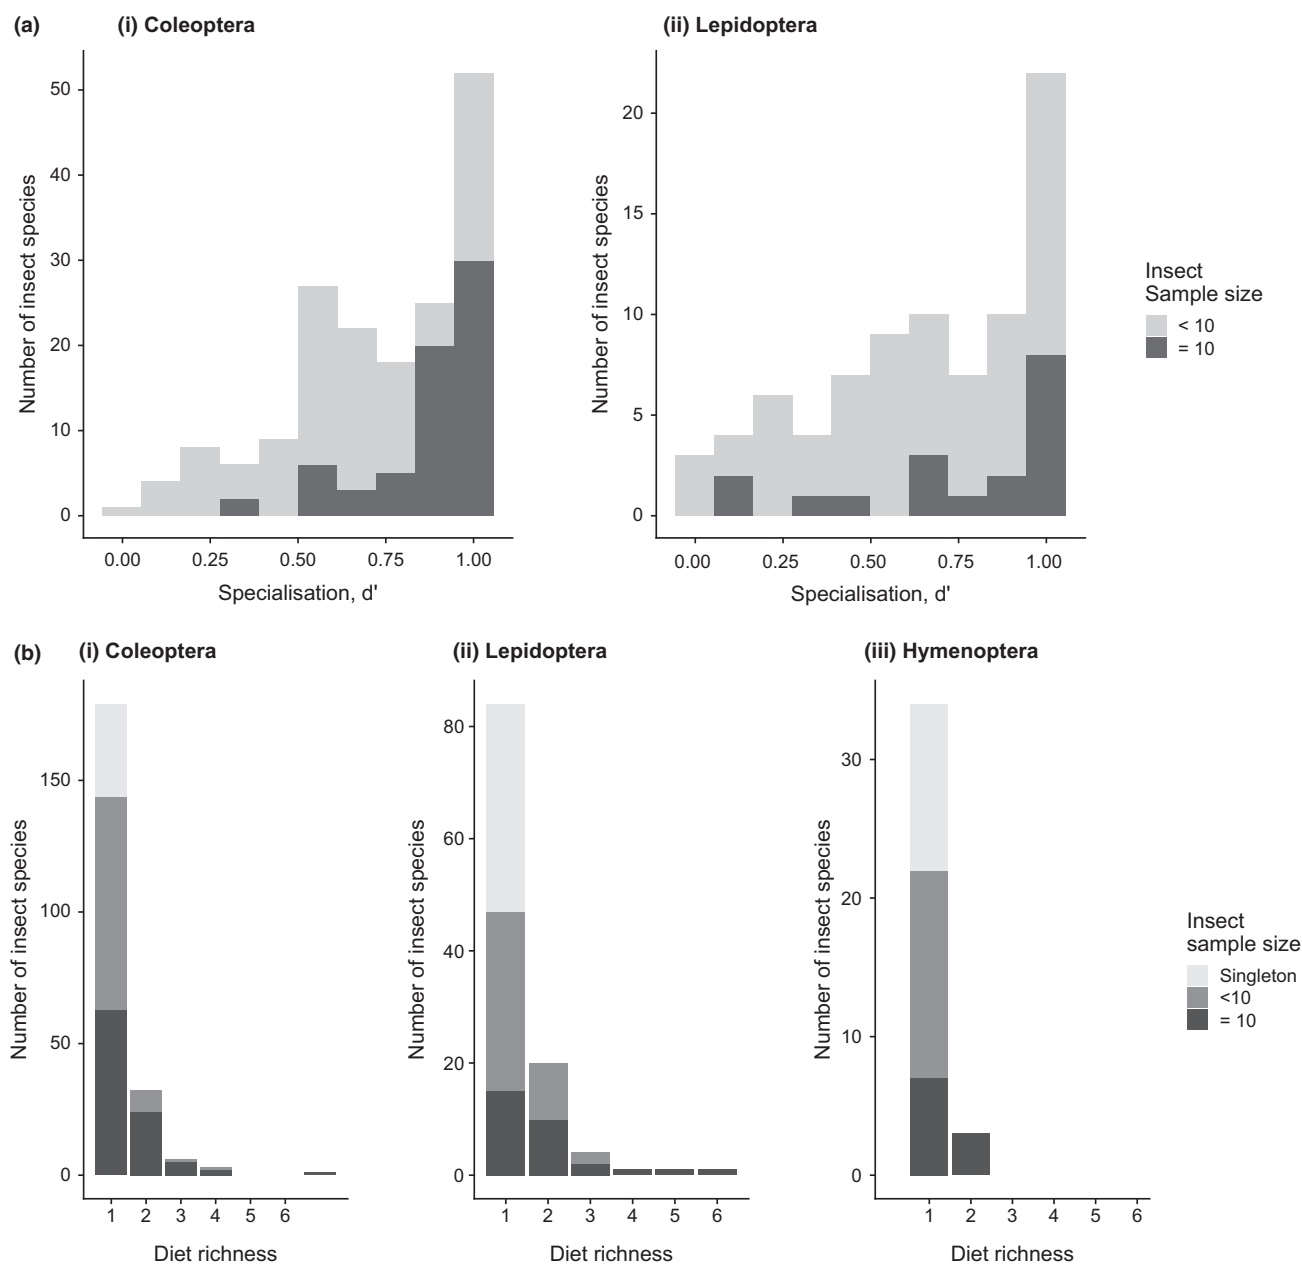 (a)
(i) Coleoptera
(ii) Lepidoptera
Number of insect species
50
40
30
20
10
0
0.00 0.25 0.50 0.75 1.00
Specialisation, d'
Number of insect species
20
15
10
5
0
0.00 0.25 0.50 0.75 1.00
Specialisation, d'
Insect
Sample size
< 10
= 10
(b)
(i) Coleoptera
(ii) Lepidoptera
(iii) Hymenoptera
Number of insect species
150
100
50
0
1 2 3 4 5 6
Diet richness
Number of insect species
80
60
40
20
0
1 2 3 4 5 6
Diet richness
Number of insect species
30
20
10
0
1 2 3 4 5 6
Diet richness
Insect
sample size
Singleton
<10
= 10